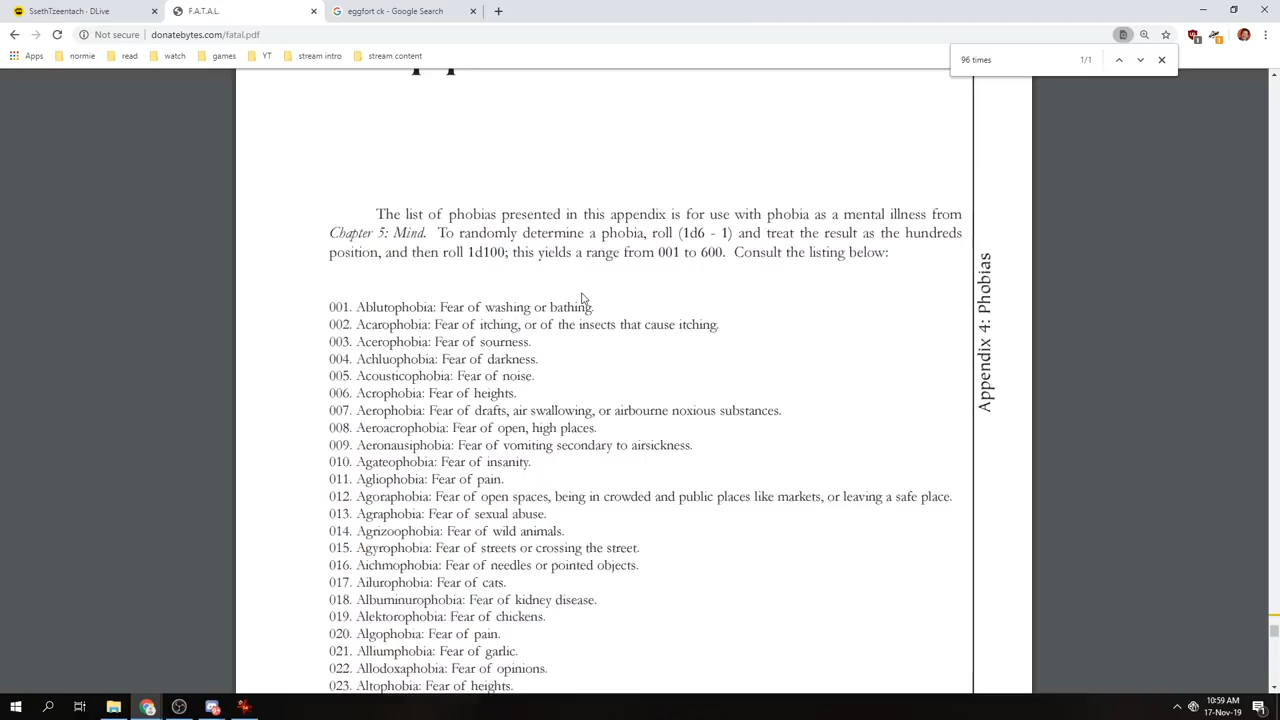 SsethTzeentach - DLive
F.A.T.A.L.
eggfort ck - Google Search
Not secure | donatebytes.com/fatal.pdf
Apps normie read watch games YT stream intro stream content
96 times 1/1
The list of phobias presented in this appendix is for use with phobia as a mental illness from
Chapter 5: Mind. To randomly determine a phobia, roll (1d6 - 1) and treat the result as the hundreds
position, and then roll 1d100; this yields a range from 001 to 600. Consult the listing below:
001. Ablutophobia: Fear of washing or bathing.
002. Acarophobia: Fear of itching, or of the insects that cause itching.
003. Acerophobia: Fear of sourness.
004. Achluophobia: Fear of darkness.
005. Acousticophobia: Fear of noise.
006. Acrophobia: Fear of heights.
007. Aerophobia: Fear of drafts, air swallowing, or airbourne noxious substances.
008. Aeroacrophobia: Fear of open, high places.
009. Aeronausiphobia: Fear of vomiting secondary to airsickness.
010. Agateophobia: Fear of insanity.
011. Agliophobia: Fear of pain.
012. Agoraphobia: Fear of open spaces, being in crowded and public places like markets, or leaving a safe place.
013. Agraphobia: Fear of sexual abuse.
014. Agrizoophobia: Fear of wild animals.
015. Agyrophobia: Fear of streets or crossing the street.
016. Aichmophobia: Fear of needles or pointed objects.
017. Ailurophobia: Fear of cats.
018. Albuminurophobia: Fear of kidney disease.
019. Alektorophobia: Fear of chickens.
020. Algophobia: Fear of pain.
021. Alliumphobia: Fear of garlic.
022. Allodoxaphobia: Fear of opinions.
023. Altophobia: Fear of heights.
Appendix 4: Phobias
10:59 AM
17-Nov-19